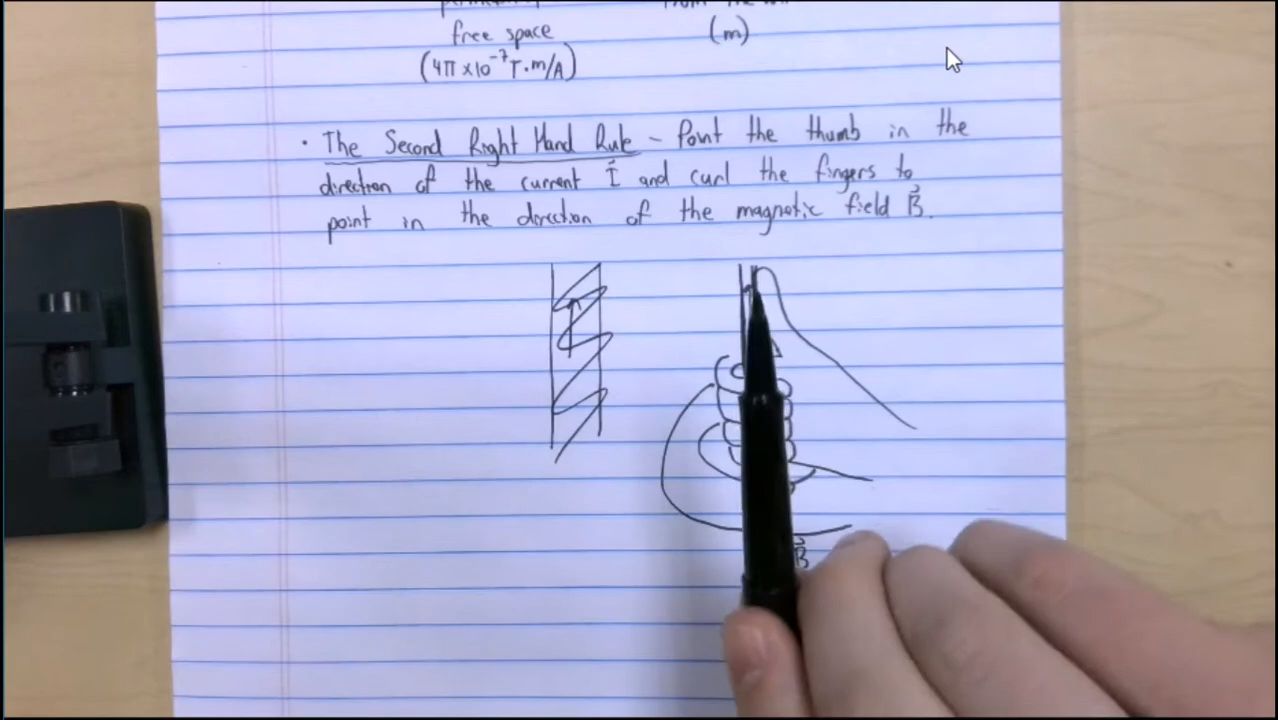 free space
(m)
(4π x10⁻⁷ T·m/A)
· The Second Right Hand Rule – Point the thumb in the
direction of the current I⃗ and curl the fingers to
point in the direction of the magnetic field B⃗.
B⃗